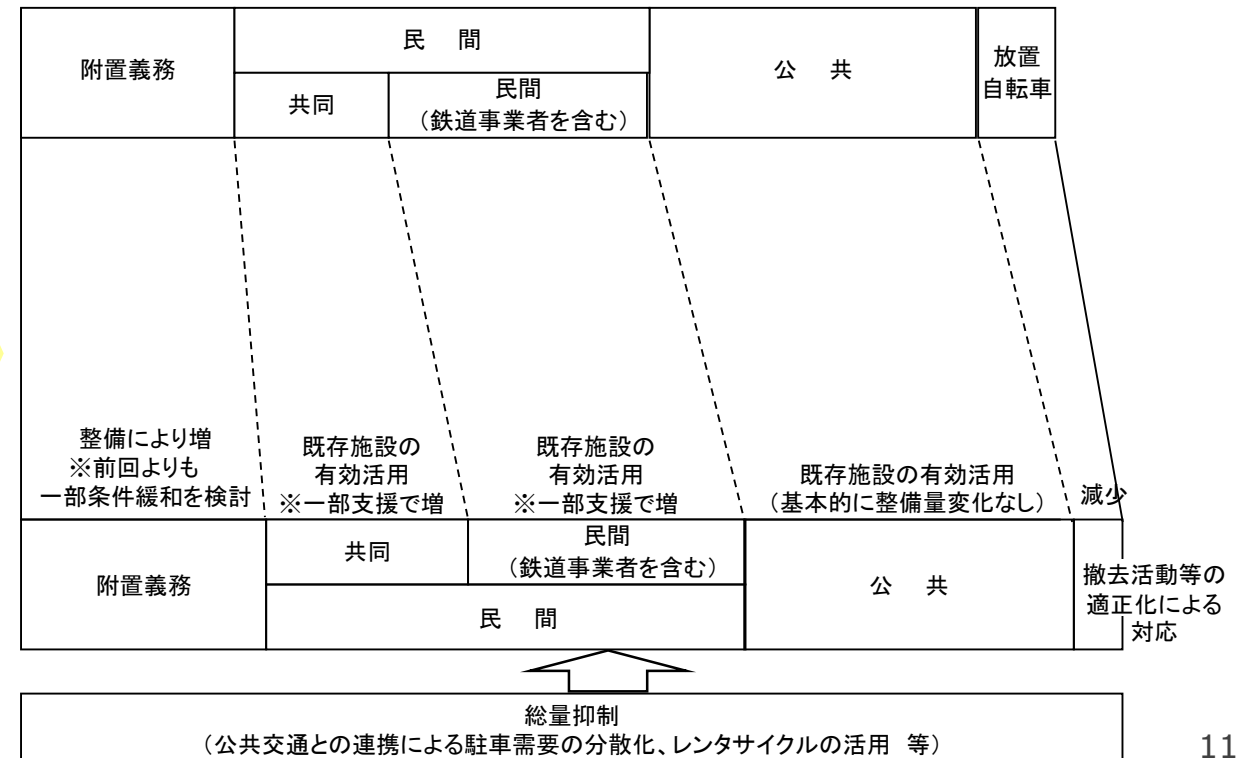 附置義務
民　間
共同
民間
（鉄道事業者を含む）
公　共
放置
自転車
整備により増
※前回よりも
一部条件緩和を検討
既存施設の
有効活用
※一部支援で増
既存施設の
有効活用
※一部支援で増
既存施設の有効活用
（基本的に整備量変化なし）
減少
附置義務
共同
民間
（鉄道事業者を含む）
民　間
公　共
撤去活動等の
適正化による
対応
総量抑制
（公共交通との連携による駐車需要の分散化、レンタサイクルの活用　等）
11